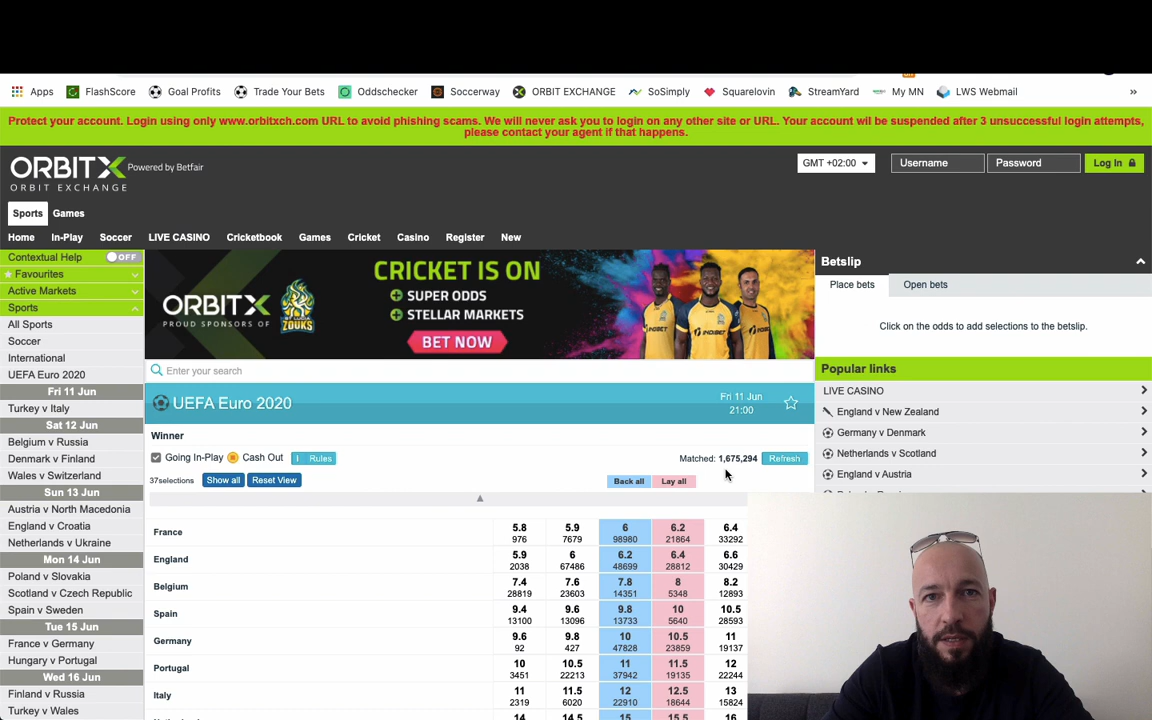 Apps FlashScore Goal Profits Trade Your Bets Oddschecker Soccerway ORBIT EXCHANGE SoSimply Squarelovin StreamYard My MN LWS Webmail »
Protect your account. Login using only www.orbitxch.com URL to avoid phishing scams. We will never ask you to login on any other site or URL. Your account wil be suspended after 3 unsuccessful login attempts,
please contact your agent if that happens.
ORBITX Powered by Betfair
ORBIT EXCHANGE
GMT +02:00 Username Password Log In
Sports Games
Home In-Play Soccer LIVE CASINO Cricketbook Games Cricket Casino Register New
Contextual Help OFF
Favourites
Active Markets
Sports
All Sports
Soccer
International
UEFA Euro 2020
Fri 11 Jun
Turkey v Italy
Sat 12 Jun
Belgium v Russia
Denmark v Finland
Wales v Switzerland
Sun 13 Jun
Austria v North Macedonia
England v Croatia
Netherlands v Ukraine
Mon 14 Jun
Poland v Slovakia
Scotland v Czech Republic
Spain v Sweden
Tue 15 Jun
France v Germany
Hungary v Portugal
Wed 16 Jun
Finland v Russia
Turkey v Wales
ORBITX
PROUD SPONSORS OF
ZOUKS
CRICKET IS ON
SUPER ODDS
STELLAR MARKETS
BET NOW
Enter your search
UEFA Euro 2020
Fri 11 Jun
21:00
Winner
Going In-Play Cash Out Rules
Matched: 1,675,294 Refresh
37selections Show all Reset View
Back all Lay all
France 5.8 5.9 6 6.2 6.4
976 7679 98980 21864 33292
England 5.9 6 6.2 6.4 6.6
2038 67486 48699 28812 30429
Belgium 7.4 7.6 7.8 8 8.2
28819 23603 14351 5348 12893
Spain 9.4 9.6 9.8 10 10.5
13100 13096 13733 5640 28593
Germany 9.6 9.8 10 10.5 11
92 427 47828 23859 19137
Portugal 10 10.5 11 11.5 12
3451 22213 37942 19135 22244
Italy 11 11.5 12 12.5 13
2319 6020 22910 18644 15824
14 14.5 15 15.5 16
Betslip
Place bets Open bets
Click on the odds to add selections to the betslip.
Popular links
LIVE CASINO
England v New Zealand
Germany v Denmark
Netherlands v Scotland
England v Austria